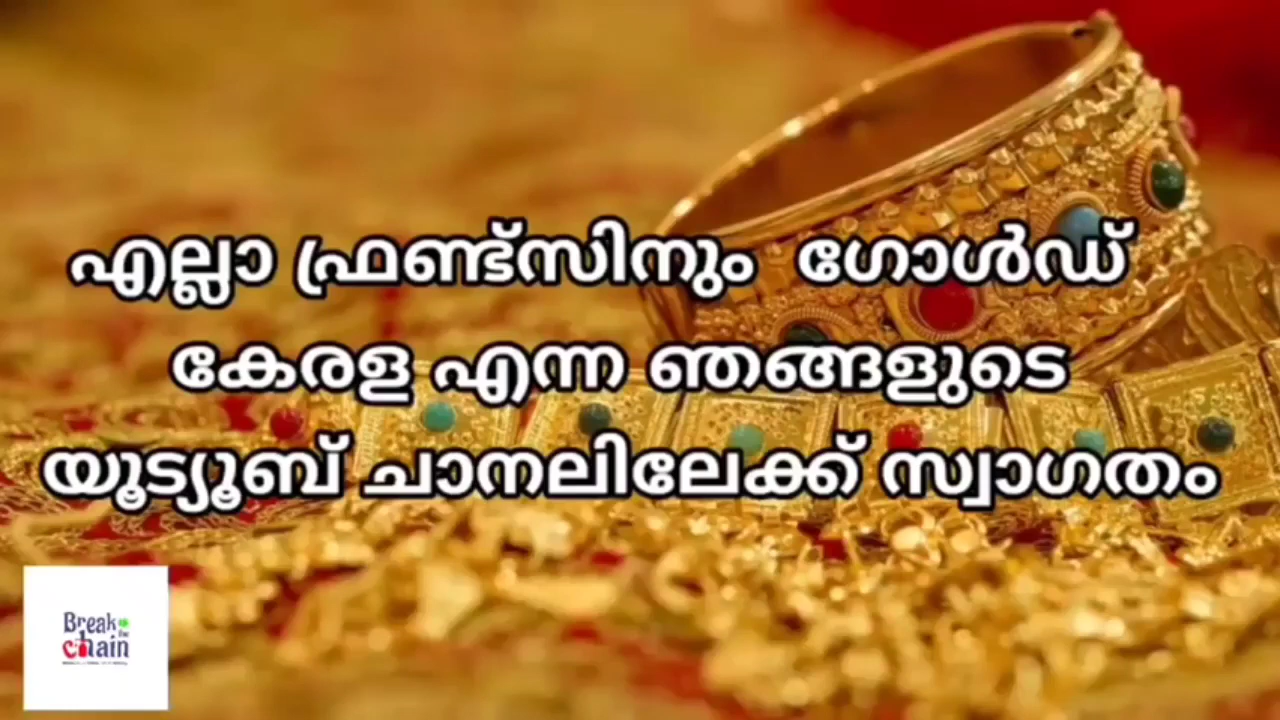 എല്ലാ ഫ്രണ്ട്സിനും ഗോൾഡ്
കേരള എന്ന ഞങ്ങളുടെ
യൂട്യൂബ് ചാനലിലേക്ക് സ്വാഗതം
Break the
chain